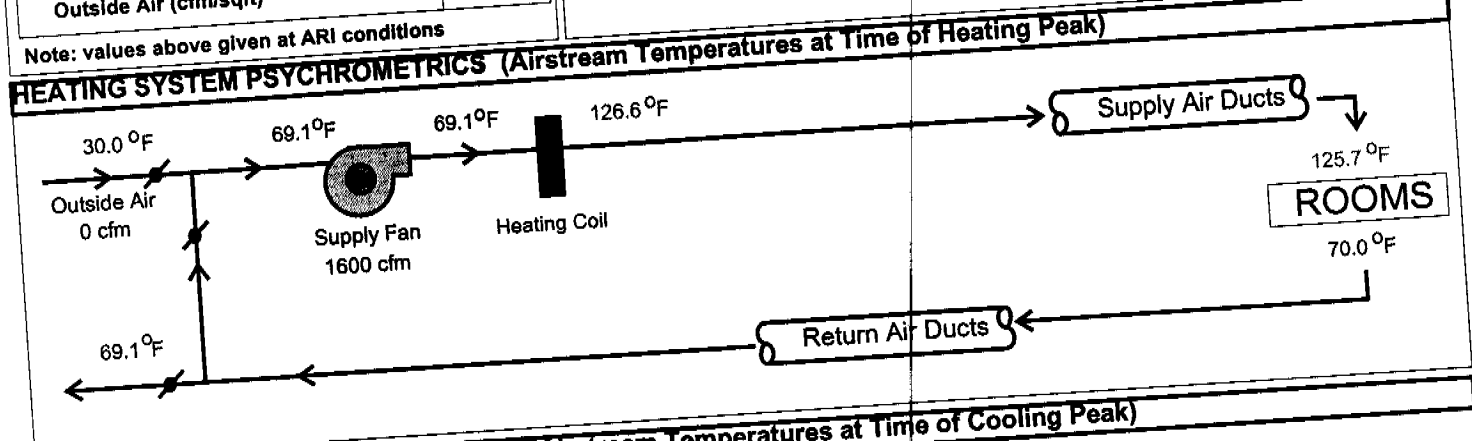 Outside Air (cfm/sqft)
Note: values above given at ARI conditions
HEATING SYSTEM PSYCHROMETRICS (Airstream Temperatures at Time of Heating Peak)
30.0 °F
69.1°F
69.1°F
126.6 °F
Supply Air Ducts
125.7 °F
Outside Air
0 cfm
Supply Fan
1600 cfm
Heating Coil
ROOMS
70.0 °F
69.1°F
Return Air Ducts
Temperatures at Time of Cooling Peak)